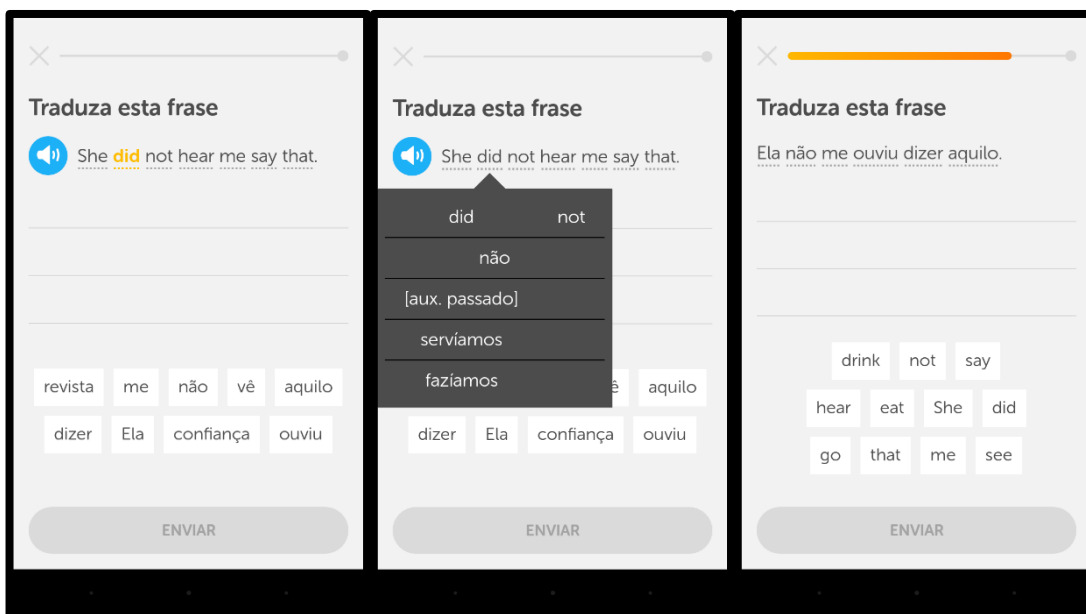 Traduza esta frase
She did not hear me say that.
revista me não vê aquilo
dizer Ela confiança ouviu
ENVIAR
Traduza esta frase
She did not hear me say that.
did not
não
[aux. passado]
servíamos
fazíamos
ê aquilo
dizer Ela confiança ouviu
ENVIAR
Traduza esta frase
Ela não me ouviu dizer aquilo.
drink not say
hear eat She did
go that me see
ENVIAR